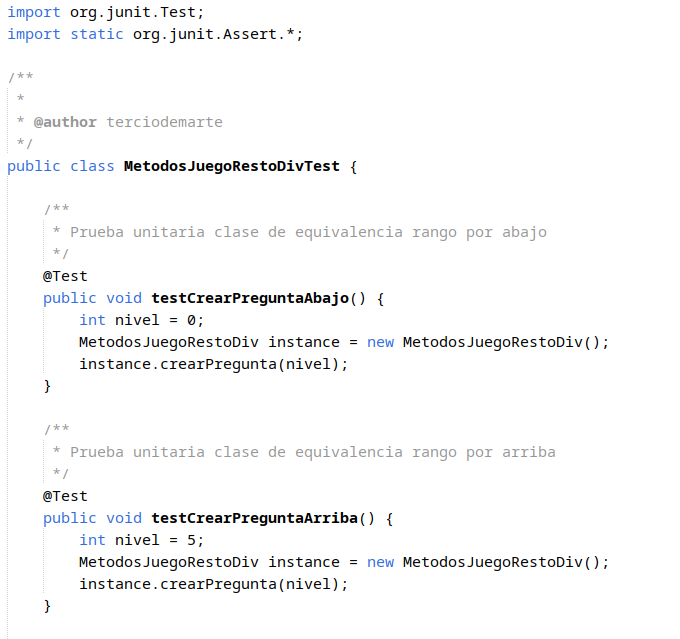 import org.junit.Test;
import static org.junit.Assert.*;
/**
 *
 * @author terciodemarte
 */
public class MetodosJuegoRestoDivTest {
    /**
     * Prueba unitaria clase de equivalencia rango por abajo
     */
    @Test
    public void testCrearPreguntaAbajo() {
        int nivel = 0;
        MetodosJuegoRestoDiv instance = new MetodosJuegoRestoDiv();
        instance.crearPregunta(nivel);
    }
    /**
     * Prueba unitaria clase de equivalencia rango por arriba
     */
    @Test
    public void testCrearPreguntaArriba() {
        int nivel = 5;
        MetodosJuegoRestoDiv instance = new MetodosJuegoRestoDiv();
        instance.crearPregunta(nivel);
    }